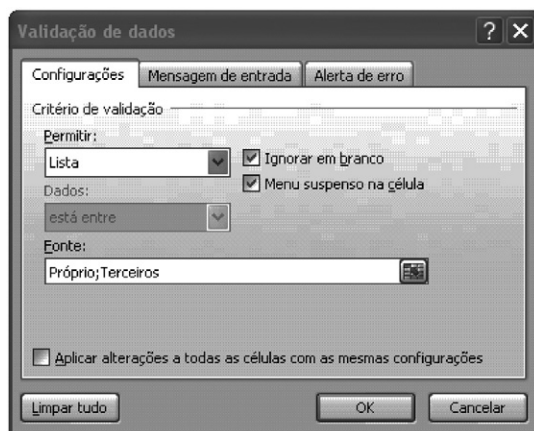 Validação de dados
Configurações Mensagem de entrada Alerta de erro
Critério de validação
Permitir:
Lista
Ignorar em branco
Menu suspenso na célula
Dados:
está entre
Fonte:
Próprio;Terceiros
Aplicar alterações a todas as células com as mesmas configurações
Limpar tudo OK Cancelar